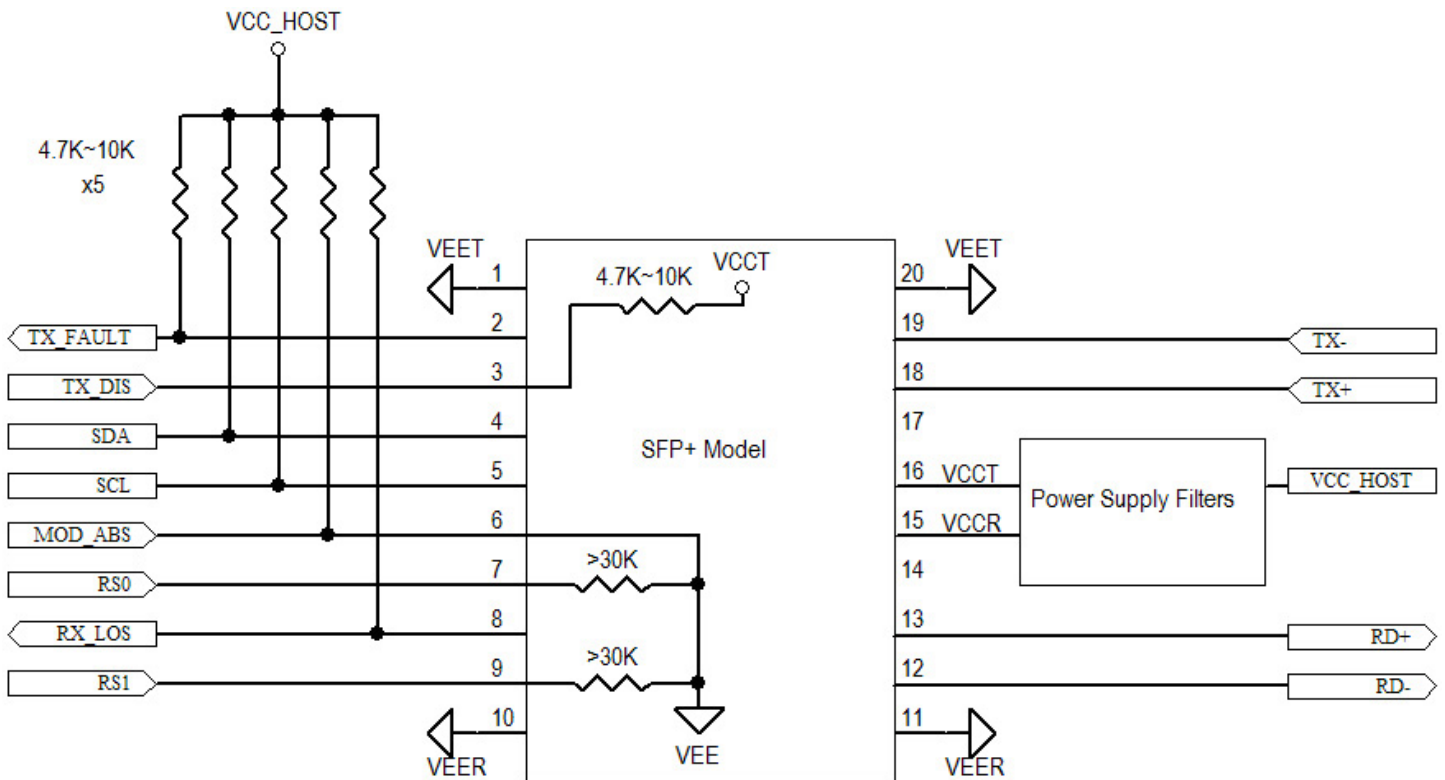 VCC_HOST
4.7K~10K
x5
VEET
1
4.7K~10K
VCCT
20
VEET
TX_FAULT
2
19
TX-
TX_DIS
3
18
TX+
SDA
4
SFP+ Model
17
SCL
5
16
VCCT
Power Supply Filters
VCC_HOST
MOD_ABS
6
15
VCCR
RS0
7
>30K
14
RX_LOS
8
13
RD+
RS1
9
>30K
12
RD-
10
VEER
VEE
11
VEER